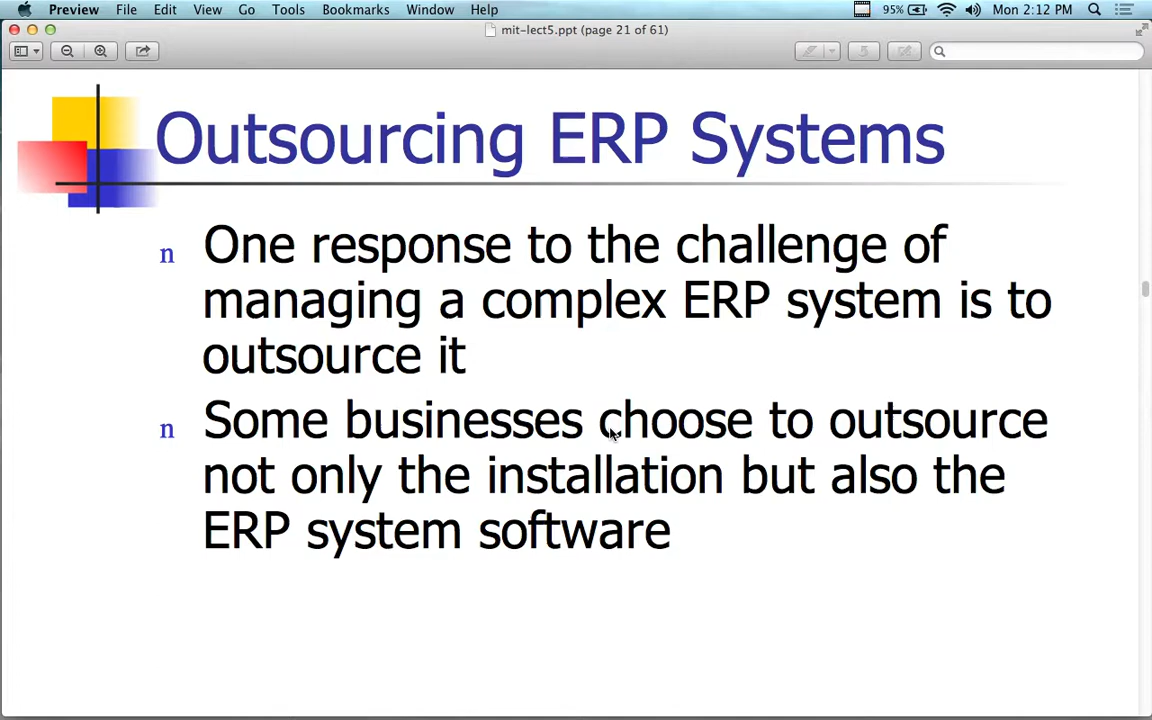 Preview File Edit View Go Tools Bookmarks Window Help 95% Mon 2:12 PM
mit-lect5.ppt (page 21 of 61)
Outsourcing ERP Systems
n One response to the challenge of
managing a complex ERP system is to
outsource it
n Some businesses choose to outsource
not only the installation but also the
ERP system software